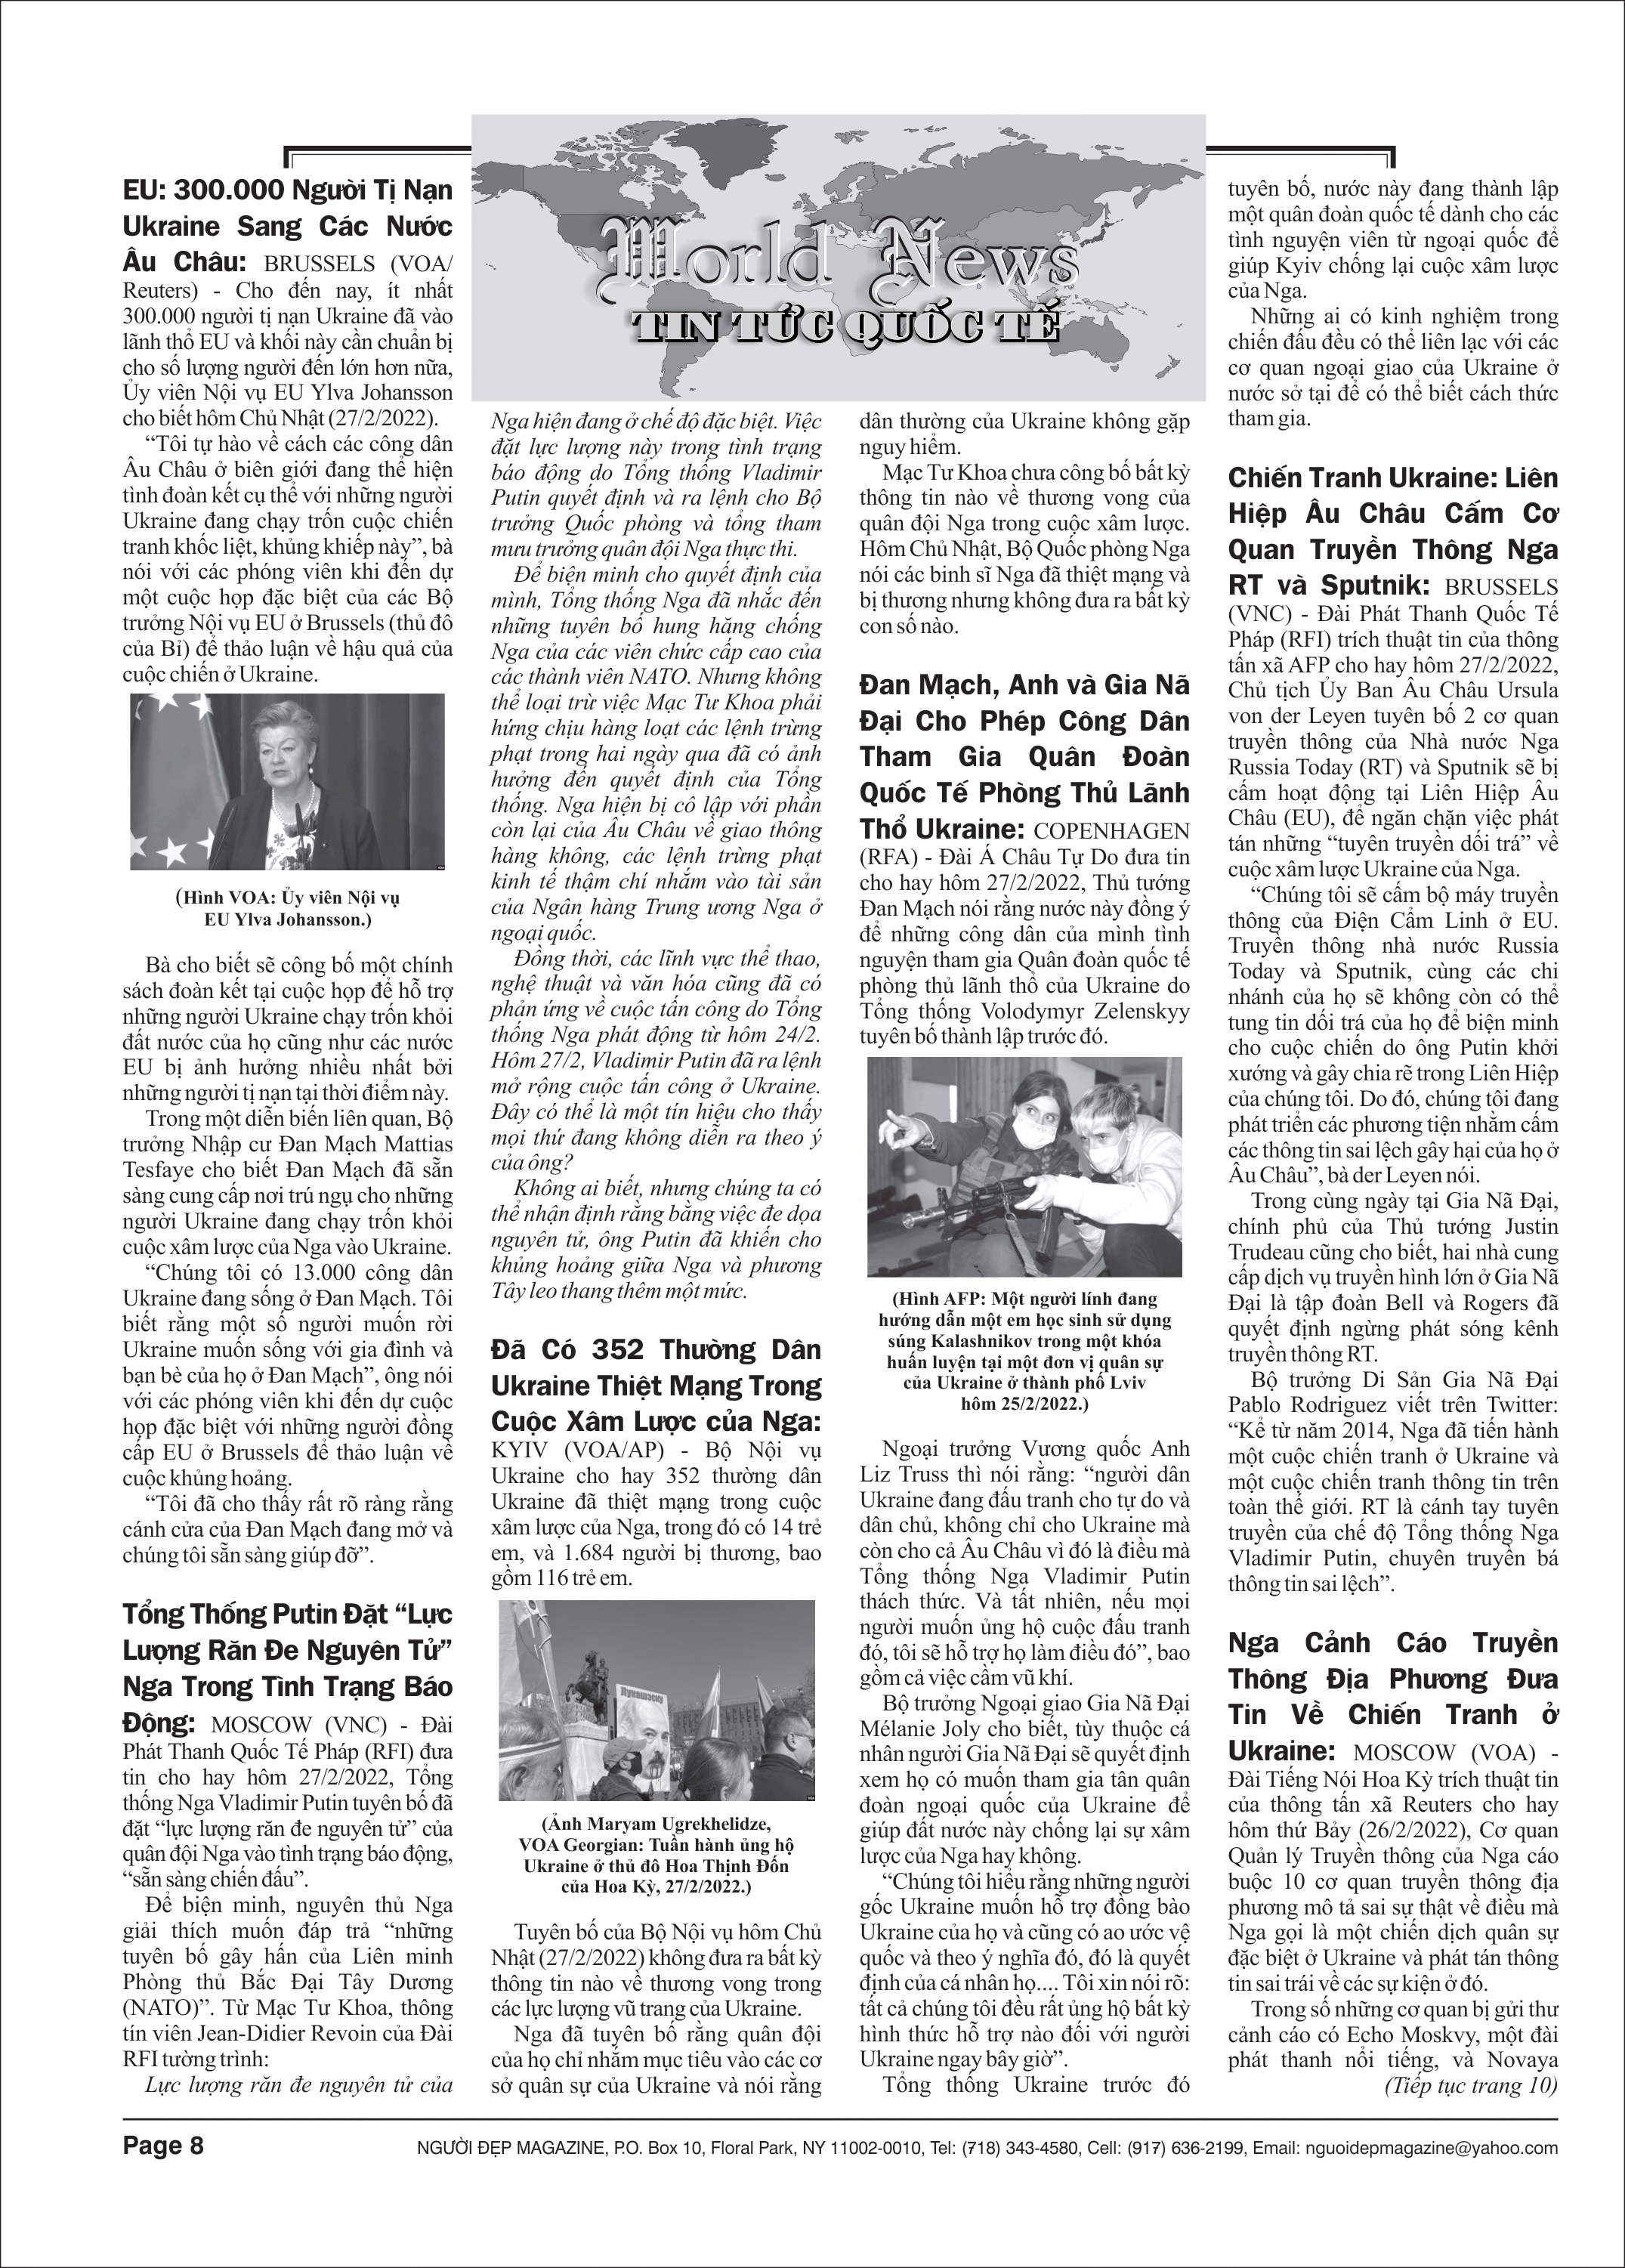 World News
TIN TỨC QUỐC TẾ
EU: 300.000 Người Tị Nạn
Ukraine Sang Các Nước
Âu Châu: BRUSSELS (VOA/
Reuters) - Cho đến nay, ít nhất
300.000 người tị nạn Ukraine đã vào
lãnh thổ EU và khối này cần chuẩn bị
cho số lượng người đến lớn hơn nữa,
Ủy viên Nội vụ EU Ylva Johansson
cho biết hôm Chủ Nhật (27/2/2022).
“Tôi tự hào về cách các công dân
Âu Châu ở biên giới đang thể hiện
tình đoàn kết cụ thể với những người
Ukraine đang chạy trốn cuộc chiến
tranh khốc liệt, khủng khiếp này”, bà
nói với các phóng viên khi đến dự
một cuộc họp đặc biệt của các Bộ
trưởng Nội vụ EU ở Brussels (thủ đô
của Bỉ) để thảo luận về hậu quả của
cuộc chiến ở Ukraine.
(Hình VOA: Ủy viên Nội vụ
EU Ylva Johansson.)
Bà cho biết sẽ công bố một chính
sách đoàn kết tại cuộc họp để hỗ trợ
những người Ukraine chạy trốn khỏi
đất nước của họ cũng như các nước
EU bị ảnh hưởng nhiều nhất bởi
những người tị nạn tại thời điểm này.
Trong một diễn biến liên quan, Bộ
trưởng Nhập cư Đan Mạch Mattias
Tesfaye cho biết Đan Mạch đã sẵn
sàng cung cấp nơi trú ngụ cho những
người Ukraine đang chạy trốn khỏi
cuộc xâm lược của Nga vào Ukraine.
“Chúng tôi có 13.000 công dân
Ukraine đang sống ở Đan Mạch. Tôi
biết rằng một số người muốn rời
Ukraine muốn sống với gia đình và
bạn bè của họ ở Đan Mạch”, ông nói
với các phóng viên khi đến dự cuộc
họp đặc biệt với những người đồng
cấp EU ở Brussels để thảo luận về
cuộc khủng hoảng.
“Tôi đã cho thấy rất rõ ràng rằng
cánh cửa của Đan Mạch đang mở và
chúng tôi sẵn sàng giúp đỡ”.
Tổng Thống Putin Đặt “Lực
Lượng Răn Đe Nguyên Tử”
Nga Trong Tình Trạng Báo
Động: MOSCOW (VNC) - Đài
Phát Thanh Quốc Tế Pháp (RFI) đưa
tin cho hay hôm 27/2/2022, Tổng
thống Nga Vladimir Putin tuyên bố đã
đặt “lực lượng răn đe nguyên tử” của
quân đội Nga vào tình trạng báo động,
“sẵn sàng chiến đấu”.
Để biện minh, nguyên thủ Nga
giải thích muốn đáp trả “những
tuyên bố gây hấn của Liên minh
Phòng thủ Bắc Đại Tây Dương
(NATO)”. Từ Mạc Tư Khoa, thông
tín viên Jean-Didier Revoin của Đài
RFI tường trình:
Lực lượng răn đe nguyên tử của
Nga hiện đang ở chế độ đặc biệt. Việc
đặt lực lượng này trong tình trạng
báo động do Tổng thống Vladimir
Putin quyết định và ra lệnh cho Bộ
trưởng Quốc phòng và tổng tham
mưu trưởng quân đội Nga thực thi.
Để biện minh cho quyết định của
mình, Tổng thống Nga đã nhắc đến
những tuyên bố hung hăng chống
Nga của các viên chức cấp cao của
các thành viên NATO. Nhưng không
thể loại trừ việc Mạc Tư Khoa phải
hứng chịu hàng loạt các lệnh trừng
phạt trong hai ngày qua đã có ảnh
hưởng đến quyết định của Tổng
thống. Nga hiện bị cô lập với phần
còn lại của Âu Châu về giao thông
hàng không, các lệnh trừng phạt
kinh tế thậm chí nhắm vào tài sản
của Ngân hàng Trung ương Nga ở
ngoại quốc.
Đồng thời, các lĩnh vực thể thao,
nghệ thuật và văn hóa cũng đã có
phản ứng về cuộc tấn công do Tổng
thống Nga phát động từ hôm 24/2.
Hôm 27/2, Vladimir Putin đã ra lệnh
mở rộng cuộc tấn công ở Ukraine.
Đây có thể là một tín hiệu cho thấy
mọi thứ đang không diễn ra theo ý
của ông?
Không ai biết, nhưng chúng ta có
thể nhận định rằng bằng việc đe dọa
nguyên tử, ông Putin đã khiến cho
khủng hoảng giữa Nga và phương
Tây leo thang thêm một mức.
Đã Có 352 Thường Dân
Ukraine Thiệt Mạng Trong
Cuộc Xâm Lược của Nga:
KYIV (VOA/AP) - Bộ Nội vụ
Ukraine cho hay 352 thường dân
Ukraine đã thiệt mạng trong cuộc
xâm lược của Nga, trong đó có 14 trẻ
em, và 1.684 người bị thương, bao
gồm 116 trẻ em.
Лукашэску
(Ảnh Maryam Ugrekhelidze,
VOA Georgian: Tuần hành ủng hộ
Ukraine ở thủ đô Hoa Thịnh Đốn
của Hoa Kỳ, 27/2/2022.)
Tuyên bố của Bộ Nội vụ hôm Chủ
Nhật (27/2/2022) không đưa ra bất kỳ
thông tin nào về thương vong trong
các lực lượng vũ trang của Ukraine.
Nga đã tuyên bố rằng quân đội
của họ chỉ nhắm mục tiêu vào các cơ
sở quân sự của Ukraine và nói rằng
dân thường của Ukraine không gặp
nguy hiểm.
Mạc Tư Khoa chưa công bố bất kỳ
thông tin nào về thương vong của
quân đội Nga trong cuộc xâm lược.
Hôm Chủ Nhật, Bộ Quốc phòng Nga
nói các binh sĩ Nga đã thiệt mạng và
bị thương nhưng không đưa ra bất kỳ
con số nào.
Đan Mạch, Anh và Gia Nã
Đại Cho Phép Công Dân
Tham Gia Quân Đoàn
Quốc Tế Phòng Thủ Lãnh
Thổ Ukraine: COPENHAGEN
(RFA) - Đài Á Châu Tự Do đưa tin
cho hay hôm 27/2/2022, Thủ tướng
Đan Mạch nói rằng nước này đồng ý
để những công dân của mình tình
nguyện tham gia Quân đoàn quốc tế
phòng thủ lãnh thổ của Ukraine do
Tổng thống Volodymyr Zelenskyy
tuyên bố thành lập trước đó.
(Hình AFP: Một người lính đang
hướng dẫn một em học sinh sử dụng
súng Kalashnikov trong một khóa
huấn luyện tại một đơn vị quân sự
của Ukraine ở thành phố Lviv
hôm 25/2/2022.)
Ngoại trưởng Vương quốc Anh
Liz Truss thì nói rằng: “người dân
Ukraine đang đấu tranh cho tự do và
dân chủ, không chỉ cho Ukraine mà
còn cho cả Âu Châu vì đó là điều mà
Tổng thống Nga Vladimir Putin
thách thức. Và tất nhiên, nếu mọi
người muốn ủng hộ cuộc đấu tranh
đó, tôi sẽ hỗ trợ họ làm điều đó”, bao
gồm cả việc cầm vũ khí.
Bộ trưởng Ngoại giao Gia Nã Đại
Mélanie Joly cho biết, tùy thuộc cá
nhân người Gia Nã Đại sẽ quyết định
xem họ có muốn tham gia tân quân
đoàn ngoại quốc của Ukraine để
giúp đất nước này chống lại sự xâm
lược của Nga hay không.
“Chúng tôi hiểu rằng những người
gốc Ukraine muốn hỗ trợ đồng bào
Ukraine của họ và cũng có ao ước vệ
quốc và theo ý nghĩa đó, đó là quyết
định của cá nhân họ.... Tôi xin nói rõ:
tất cả chúng tôi đều rất ủng hộ bất kỳ
hình thức hỗ trợ nào đối với người
Ukraine ngay bây giờ”.
Tổng thống Ukraine trước đó
tuyên bố, nước này đang thành lập
một quân đoàn quốc tế dành cho các
tình nguyện viên từ ngoại quốc để
giúp Kyiv chống lại cuộc xâm lược
của Nga.
Những ai có kinh nghiệm trong
chiến đấu đều có thể liên lạc với các
cơ quan ngoại giao của Ukraine ở
nước sở tại để có thể biết cách thức
tham gia.
Chiến Tranh Ukraine: Liên
Hiệp Âu Châu Cấm Cơ
Quan Truyền Thông Nga
RT và Sputnik: BRUSSELS
(VNC) - Đài Phát Thanh Quốc Tế
Pháp (RFI) trích thuật tin của thông
tấn xã AFP cho hay hôm 27/2/2022,
Chủ tịch Ủy Ban Âu Châu Ursula
von der Leyen tuyên bố 2 cơ quan
truyền thông của Nhà nước Nga
Russia Today (RT) và Sputnik sẽ bị
cấm hoạt động tại Liên Hiệp Âu
Châu (EU), để ngăn chặn việc phát
tán những “tuyên truyền dối trá” về
cuộc xâm lược Ukraine của Nga.
“Chúng tôi sẽ cấm bộ máy truyền
thông của Điện Cẩm Linh ở EU.
Truyền thông nhà nước Russia
Today và Sputnik, cùng các chi
nhánh của họ sẽ không còn có thể
tung tin dối trá của họ để biện minh
cho cuộc chiến do ông Putin khởi
xướng và gây chia rẽ trong Liên Hiệp
của chúng tôi. Do đó, chúng tôi đang
phát triển các phương tiện nhằm cấm
các thông tin sai lệch gây hại của họ ở
Âu Châu”, bà der Leyen nói.
Trong cùng ngày tại Gia Nã Đại,
chính phủ của Thủ tướng Justin
Trudeau cũng cho biết, hai nhà cung
cấp dịch vụ truyền hình lớn ở Gia Nã
Đại là tập đoàn Bell và Rogers đã
quyết định ngừng phát sóng kênh
truyền thông RT.
Bộ trưởng Di Sản Gia Nã Đại
Pablo Rodriguez viết trên Twitter:
“Kể từ năm 2014, Nga đã tiến hành
một cuộc chiến tranh ở Ukraine và
một cuộc chiến tranh thông tin trên
toàn thế giới. RT là cánh tay tuyên
truyền của chế độ Tổng thống Nga
Vladimir Putin, chuyên truyền bá
thông tin sai lệch”.
Nga Cảnh Cáo Truyền
Thông Địa Phương Đưa
Tin Về Chiến Tranh ở
Ukraine: MOSCOW (VOA) -
Đài Tiếng Nói Hoa Kỳ trích thuật tin
của thông tấn xã Reuters cho hay
hôm thứ Bảy (26/2/2022), Cơ quan
Quản lý Truyền thông của Nga cáo
buộc 10 cơ quan truyền thông địa
phương mô tả sai sự thật về điều mà
Nga gọi là một chiến dịch quân sự
đặc biệt ở Ukraine và phát tán thông
tin sai trái về các sự kiện ở đó.
Trong số những cơ quan bị gửi thư
cảnh cáo có Echo Moskvy, một đài
phát thanh nổi tiếng, và Novaya
(Tiếp tục trang 10)
Page 8
NGƯỜI ĐẸP MAGAZINE, P.O. Box 10, Floral Park, NY 11002-0010, Tel: (718) 343-4580, Cell: (917) 636-2199, Email: nguoidepmagazine@yahoo.com